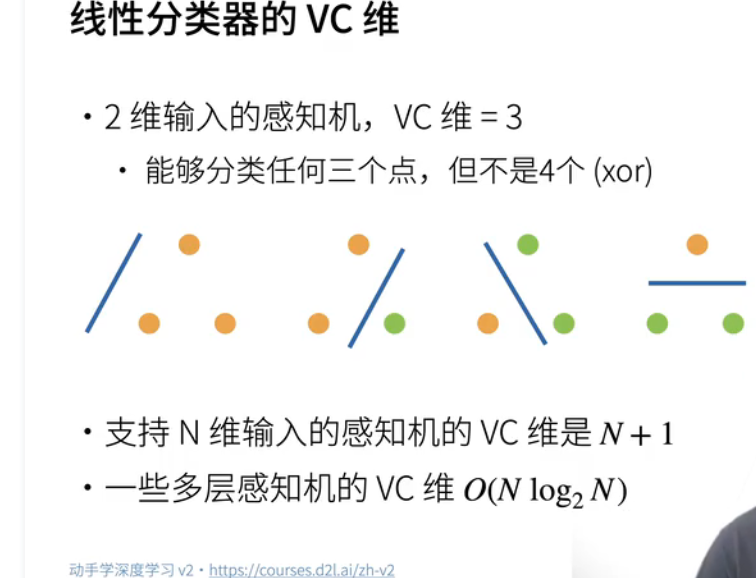 线性分类器的 VC 维
• 2 维输入的感知机，VC 维 = 3
• 能够分类任何三个点，但不是4个 (xor)
• 支持 N 维输入的感知机的 VC 维是 N + 1
• 一些多层感知机的 VC 维 O(N log₂ N)
动手学深度学习 v2 • https://courses.d2l.ai/zh-v2